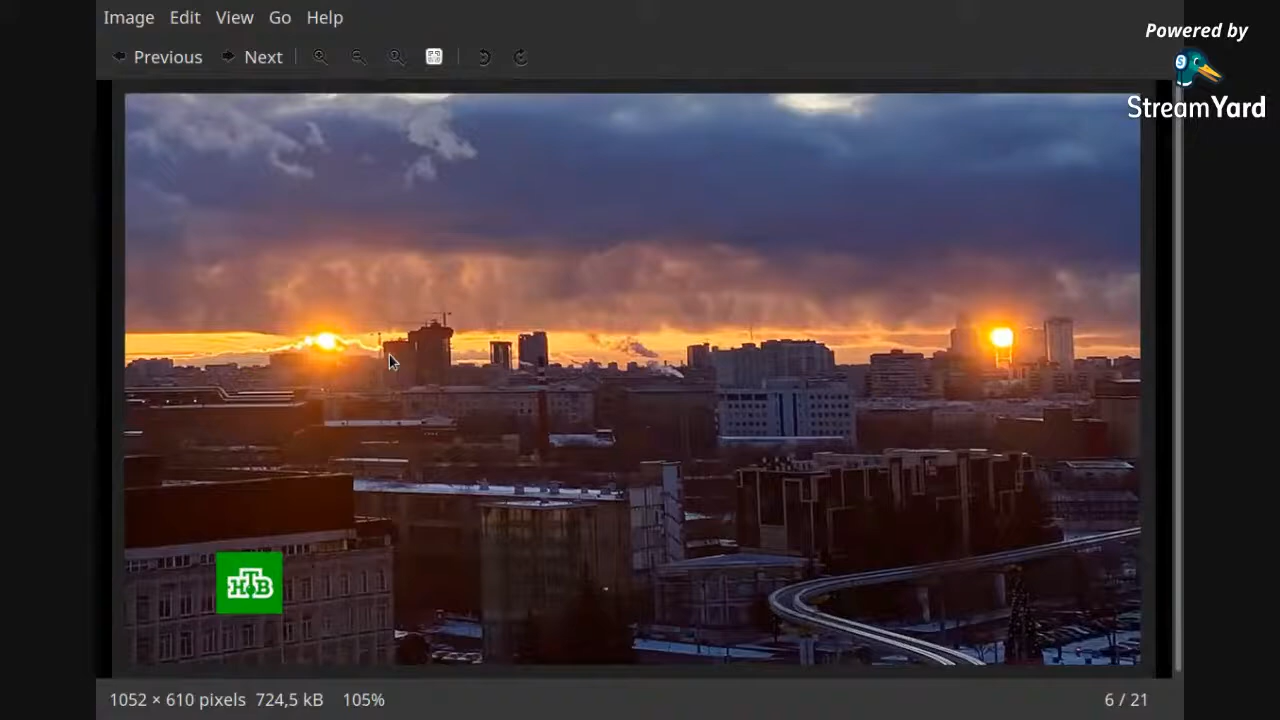 Image Edit View Go Help
Powered by
Previous Next
StreamYard
НТВ
1052 × 610 pixels 724,5 kB 105%
6 / 21